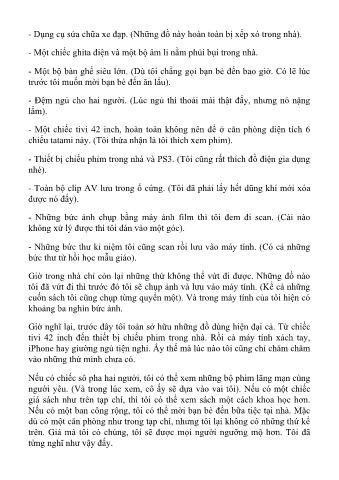 - Dụng cụ sửa chữa xe đạp. (Những đồ này hoàn toàn bị xếp xó trong nhà).
- Một chiếc ghita điện và một bộ âm li nằm phủi bụi trong nhà.
- Một bộ bàn ghế siêu lớn. (Dù tôi chẳng gọi bạn bè đến bao giờ. Có lẽ lúc
trước tôi muốn mời bạn bè đến ăn lẩu).
- Đệm ngủ cho hai người. (Lúc ngủ thì thoải mái thật đấy, nhưng nó nặng
lắm).
- Một chiếc tivi 42 inch, hoàn toàn không nên để ở căn phòng diện tích 6
chiếu tatami này. (Tôi thừa nhận là tôi thích xem phim).
- Thiết bị chiếu phim trong nhà và PS3. (Tôi cũng rất thích đồ điện gia dụng
nhé).
- Toàn bộ clip AV lưu trong ổ cứng. (Tôi đã phải lấy hết dũng khí mới xóa
được nó đấy).
- Những bức ảnh chụp bằng máy ảnh film thì tôi đem đi scan. (Cái nào
không xử lý được thì tôi dán vào một góc).
- Những bức thư kỉ niệm tôi cũng scan rồi lưu vào máy tính. (Có cả những
bức thư từ hồi học mẫu giáo).
Giờ trong nhà chỉ còn lại những thứ không thể vứt đi được. Những đồ nào
tôi đã vứt đi thì trước đó tôi sẽ chụp ảnh và lưu vào máy tính. (Kể cả những
cuốn sách tôi cũng chụp từng quyển một). Và trong máy tính của tôi hiện có
khoảng ba nghìn bức ảnh.
Giờ nghĩ lại, trước đây tôi toàn sở hữu những đồ dùng hiện đại cả. Từ chiếc
tivi 42 inch đến thiết bị chiếu phim trong nhà. Rồi cả máy tính xách tay,
iPhone hay giường ngủ tiện nghi. Ấy thế mà lúc nào tôi cũng chỉ chăm chăm
vào những thứ mình chưa có.
Nếu có chiếc sô pha hai người, tôi có thể xem những bộ phim lãng mạn cùng
người yêu. (Và trong lúc xem, cô ấy sẽ dựa vào vai tôi). Nếu có một chiếc
giá sách như trên tạp chí, thì tôi có thể xem sách một cách khoa học hơn.
Nếu có một ban công rộng, tôi có thể mời bạn bè đến bữa tiệc tại nhà. Mặc
dù có một căn phòng như trong tạp chí, nhưng tôi lại không có những thứ kể
trên. Giá mà tôi có chúng, tôi sẽ được mọi người ngưỡng mộ hơn. Tôi đã
từng nghĩ như vậy đấy.